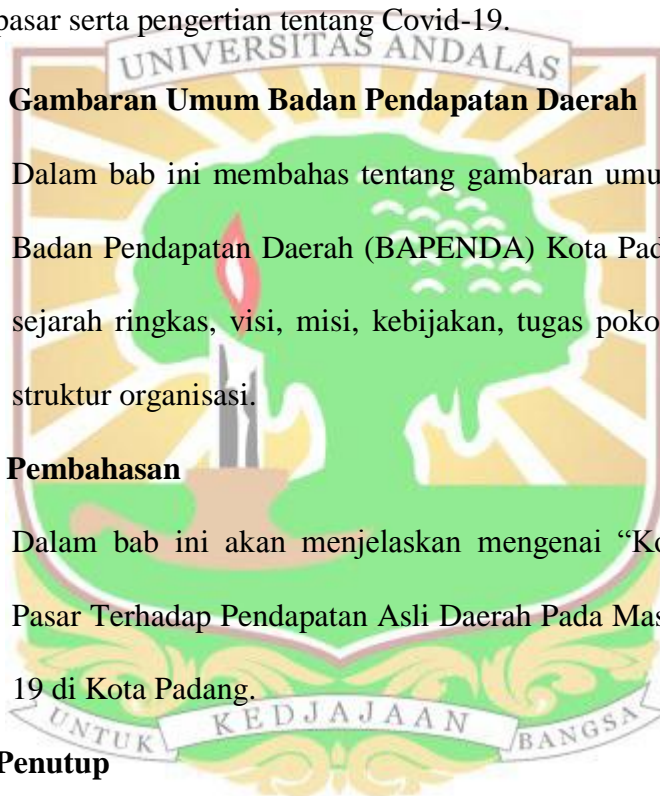 pasar serta pengertian tentang Covid-19.
UNIVERSITAS ANDALAS
Gambaran Umum Badan Pendapatan Daerah
Dalam bab ini membahas tentang gambaran umu
Badan Pendapatan Daerah (BAPENDA) Kota Pad
sejarah ringkas, visi, misi, kebijakan, tugas poko
struktur organisasi.
Pembahasan
Dalam bab ini akan menjelaskan mengenai “Ko
Pasar Terhadap Pendapatan Asli Daerah Pada Mas
19 di Kota Padang.
UNTUK KEDJAJAAN BANGSA
Penutup